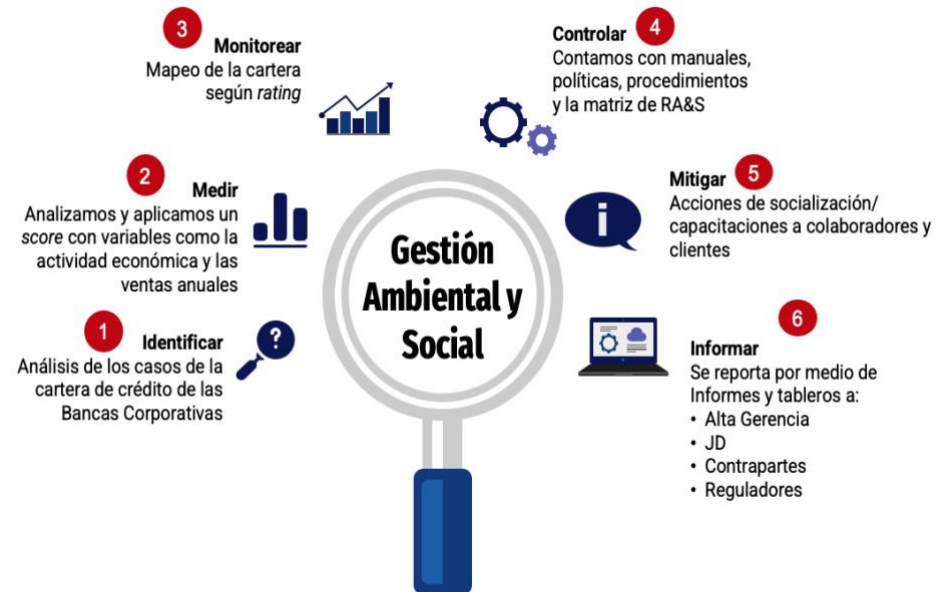 3
Monitorear
Mapeo de la cartera
según rating
Controlar
4
Contamos con manuales,
políticas, procedimientos
y la matriz de RA&S
2
Medir
Analizamos y aplicamos un
score con variables como la
actividad económica y las
ventas anuales
Mitigar
5
Acciones de socialización/
capacitaciones a colaboradores y
clientes
i
Gestión
Ambiental y
Social
1
Identificar
?
Análisis de los casos de la
cartera de crédito de las
Bancas Corporativas
6
Informar
Se reporta por medio de
Informes y tableros a:
• Alta Gerencia
• JD
• Contrapartes
• Reguladores